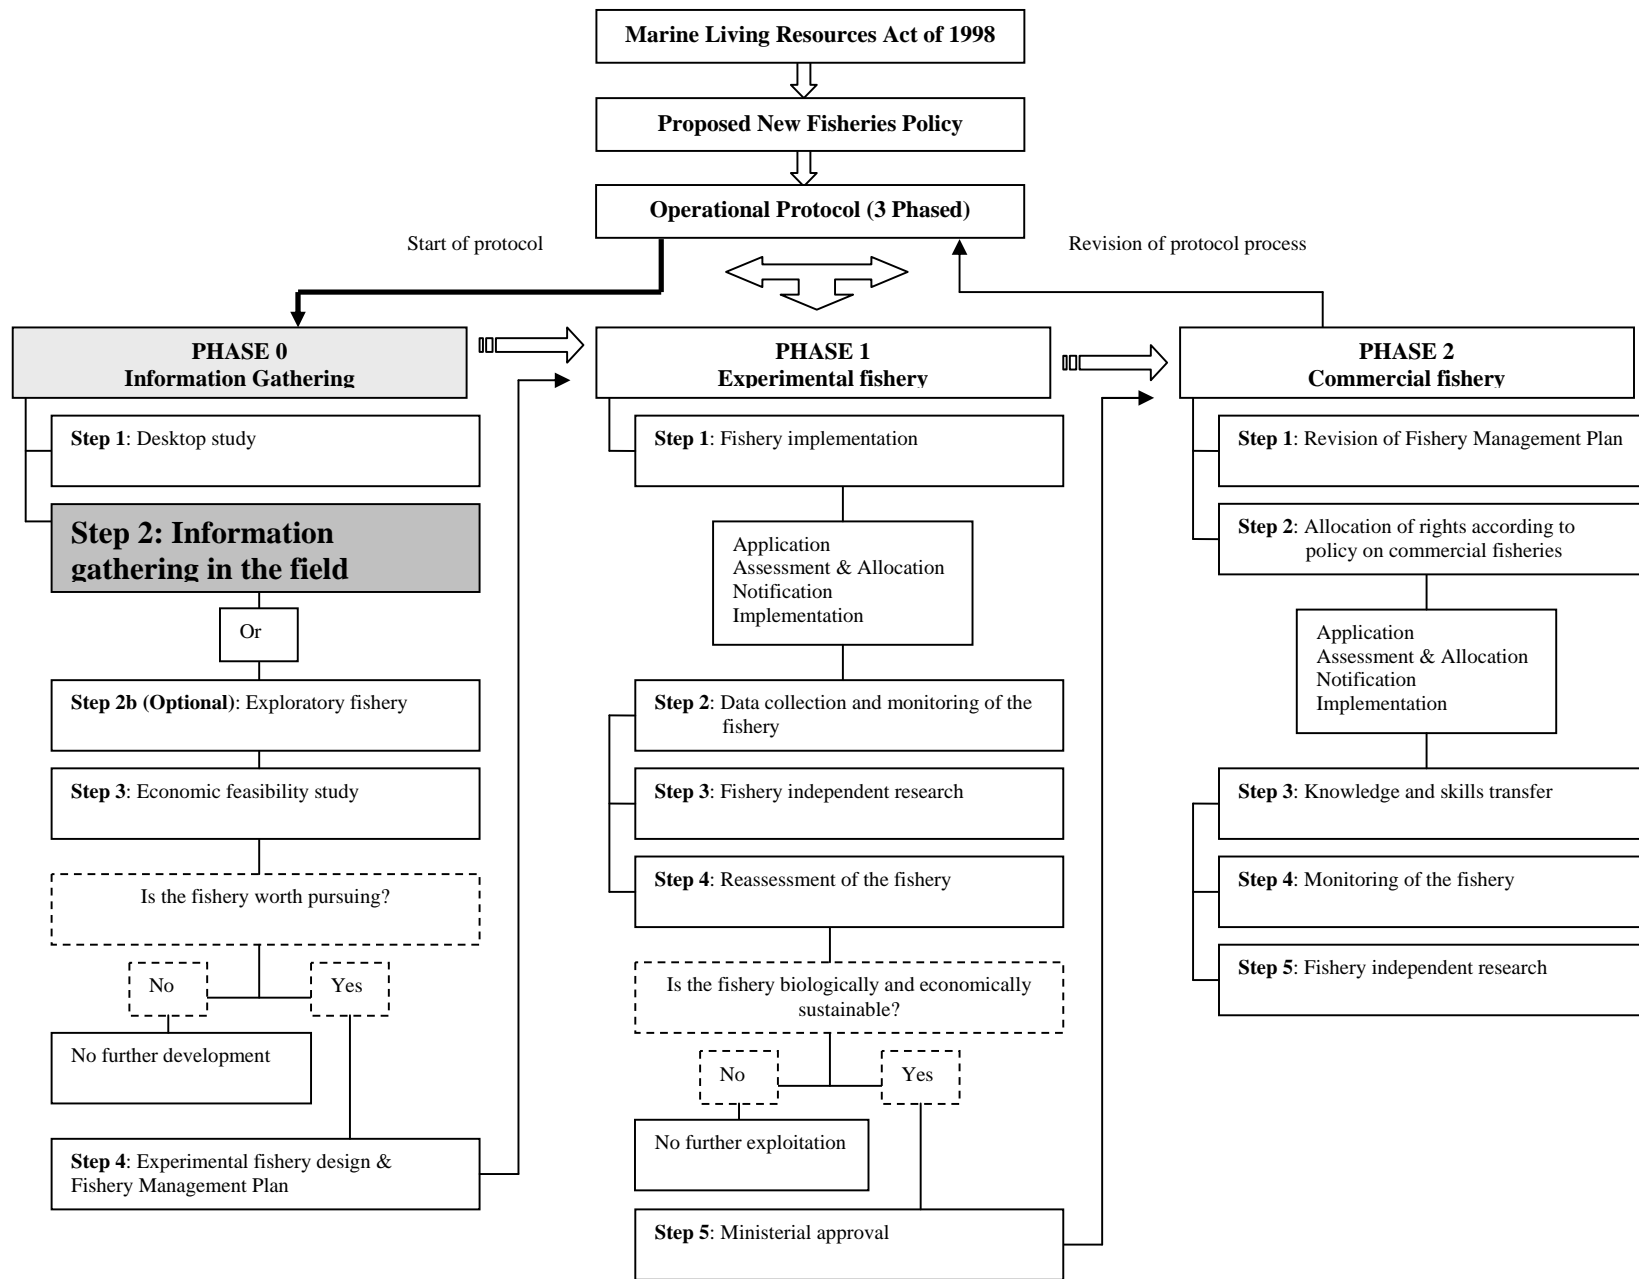 Marine Living Resources Act of 1998
Proposed New Fisheries Policy
Operational Protocol (3 Phased)
Start of protocol
Revision of protocol process
PHASE 0
Information Gathering
Step 1: Desktop study
Step 2: Information
gathering in the field
Or
Step 2b (Optional): Exploratory fishery
Step 3: Economic feasibility study
Is the fishery worth pursuing?
No
Yes
No further development
Step 4: Experimental fishery design &
Fishery Management Plan
PHASE 1
Experimental fishery
Step 1: Fishery implementation
Application
Assessment & Allocation
Notification
Implementation
Step 2: Data collection and monitoring of the
fishery
Step 3: Fishery independent research
Step 4: Reassessment of the fishery
Is the fishery biologically and economically
sustainable?
No
Yes
No further exploitation
Step 5: Ministerial approval
PHASE 2
Commercial fishery
Step 1: Revision of Fishery Management Plan
Step 2: Allocation of rights according to
policy on commercial fisheries
Application
Assessment & Allocation
Notification
Implementation
Step 3: Knowledge and skills transfer
Step 4: Monitoring of the fishery
Step 5: Fishery independent research